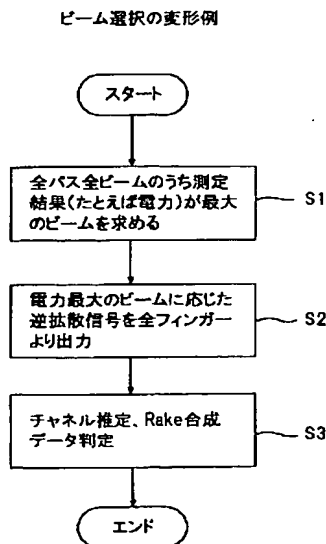 ビーム選択の変形例
スタート
全パス全ビームのうち測定
結果(たとえば電力)が最大
のビームを求める
S1
電力最大のビームに応じた
逆拡散信号を全フィンガー
より出力
S2
チャネル推定、Rake合成
データ判定
S3
エンド